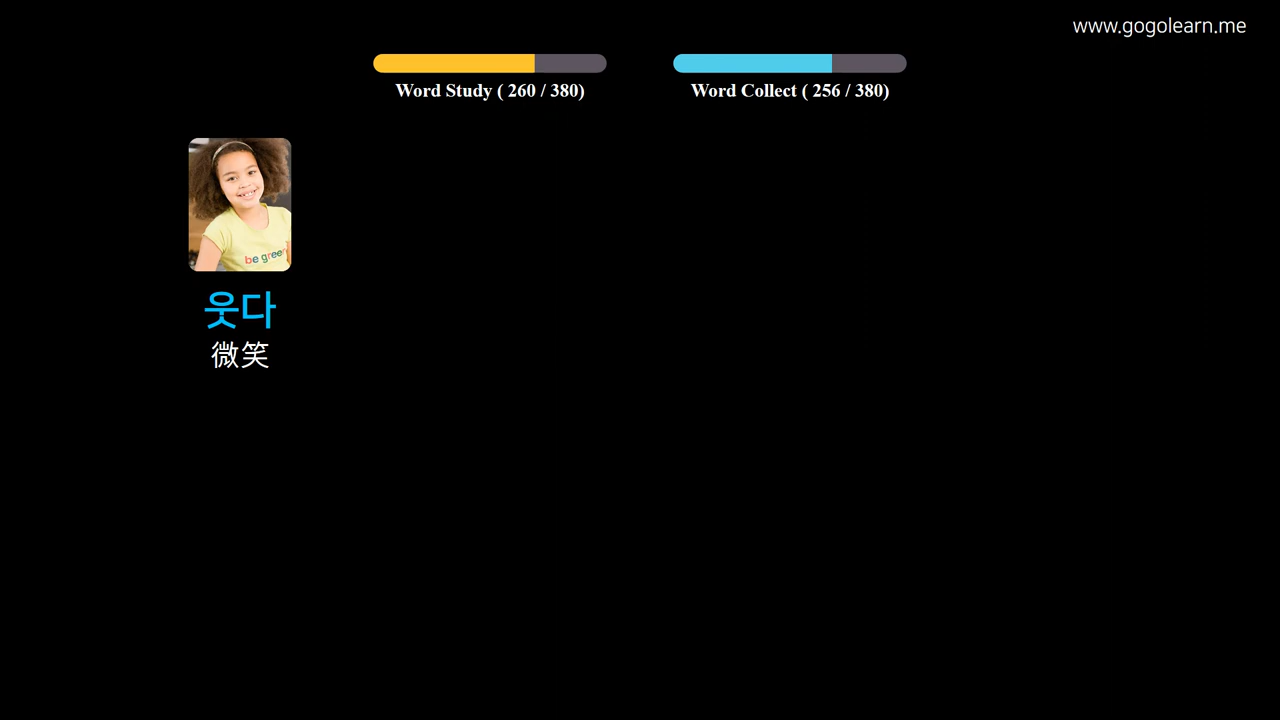 www.gogolearn.me
Word Study ( 260 / 380)
Word Collect ( 256 / 380)
be green
웃다
微笑